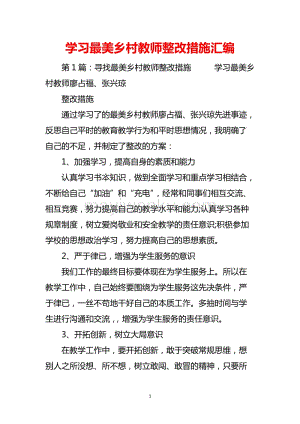 学习最美乡村教师整改措施汇编
第1篇：寻找最美乡村教师整改措施 学习最美乡
村教师廖占福、张兴琼
整改措施
通过学习了的最美乡村教师廖占福、张兴琼先进事迹，
反思自己平时的教育教学行为和平时思想情况，我明确了
自己的不足，并制定了整改的方案：
1、加强学习，提高自身的素质和能力
认真学习书本知识，做到全面学习和重点学习相结合，
不断给自己“加油”和“充电”，经常和同事们相互交流、
相互竞赛，努力提高自己的教学水平和能力;认真学习各种
规章制度，树立爱岗敬业和安全教学的责任意识;积极参加
学校的思想政治学习，努力提高自己的思想素质。
2、严于律已，增强为学生服务的意识
我们工作的最终目标要体现在为学生服务上。所以在
教学工作中，自己始终要围绕为学生服务这个中心，严
于律已，一丝不苟地干好自己的本质工作。多抽时间与学
生进行沟通和交流，，增强为学生服务的责任意识。
3、开拓创新，树立大局意识
在教学工作中，要开拓创新，敢于突破常规思维，想
别人之所没想、所不想，树立敢闯、敢冒的精神，只要所
1